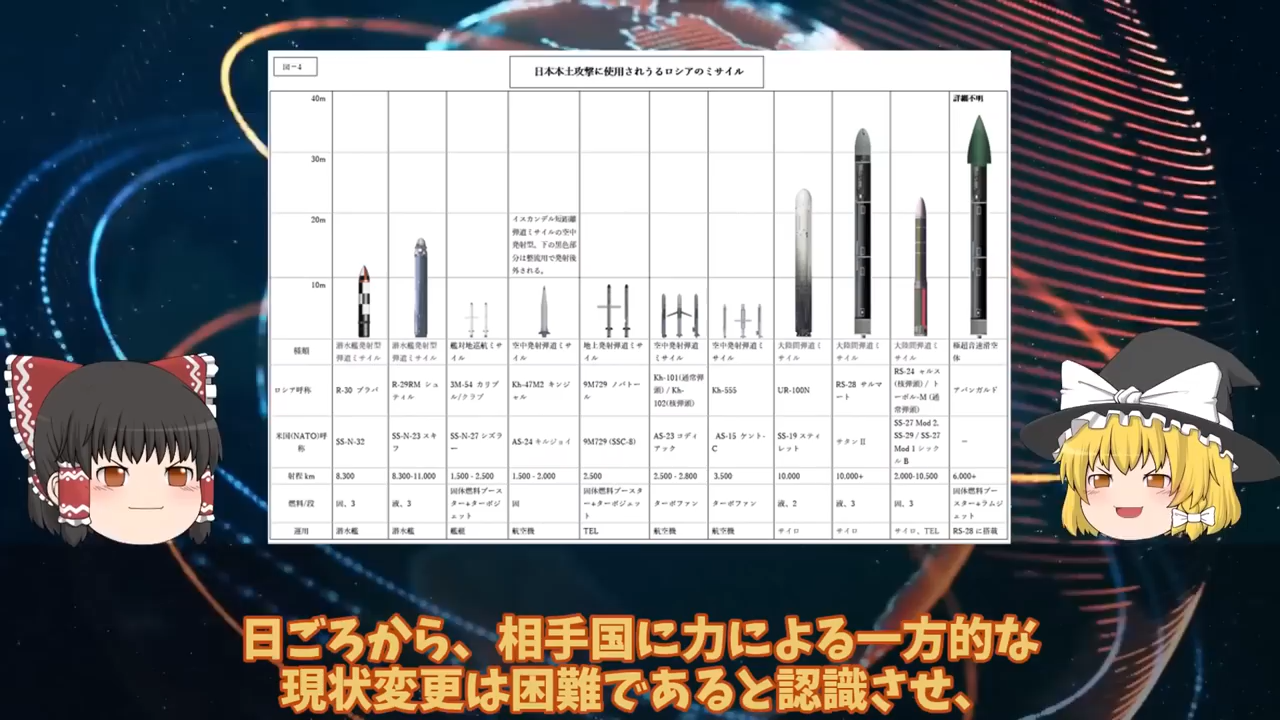 図-4
日本本土攻撃に使用されうるロシアのミサイル
40m
詳細不明
30m
20m
イスカンデル短距離
弾道ミサイルの空中
発射型。下の黒色部
分は整流用で発射後
外される。
10m
種類
潜水艦発射型
弾道ミサイル
潜水艦発射型
弾道ミサイル
艦対地巡航ミサ
イル
空中発射弾道ミサ
イル
地上発射弾道ミサ
イル
空中発射弾道
ミサイル
空中発射弾道ミ
サイル
大陸間弾道ミ
サイル
大陸間弾道ミ
サイル
大陸間弾道ミ
サイル
極超音速滑空
体
ロシア呼称
R-30 ブラバ
R-29RM シュ
ティル
3M-54 カリブ
ル/クラブ
Kh-47M2 キンジ
ャル
9M729 ノバトー
ル
Kh-101(通常弾
頭) / Kh-
102(核弾頭)
Kh-555
UR-100N
RS-28 サルマ
ート
RS-24 ヤルス
(核弾頭) / ト
ーポル-M (通
常弾頭)
アバンガルド
米国(NATO)呼
称
SS-N-32
SS-N-23 スキ
フ
SS-N-27 シズラ
ー
AS-24 キルジョイ
9M729 (SSC-8)
AS-23 コディ
アック
AS-15 ケント-
C
SS-19 スティ
レット
サタンⅡ
SS-27 Mod 2,
SS-29 / SS-27
Mod 1 シック
ル B
--
射程 km
8,300
8,300-11,000
1,500 - 2,500
1,500 - 2,000
2,500
2,500 - 2,800
3,500
10,000
10,000+
2,000-10,500
6,000+
燃料/段
固、3
液、3
固体燃料ブース
ター+ターボジ
ェット
固
固体燃料ブースタ
ー+ターボジェッ
ト
ターボファン
ターボファン
液、2
液、3
固、3
固体燃料ブー
スター+ラムジ
ェット
運用
潜水艦
潜水艦
艦艇
航空機
TEL
航空機
航空機
サイロ
サイロ
サイロ、TEL
RS-28 に搭載
日ごろから、相手国に力による一方的な
現状変更は困難であると認識させ、